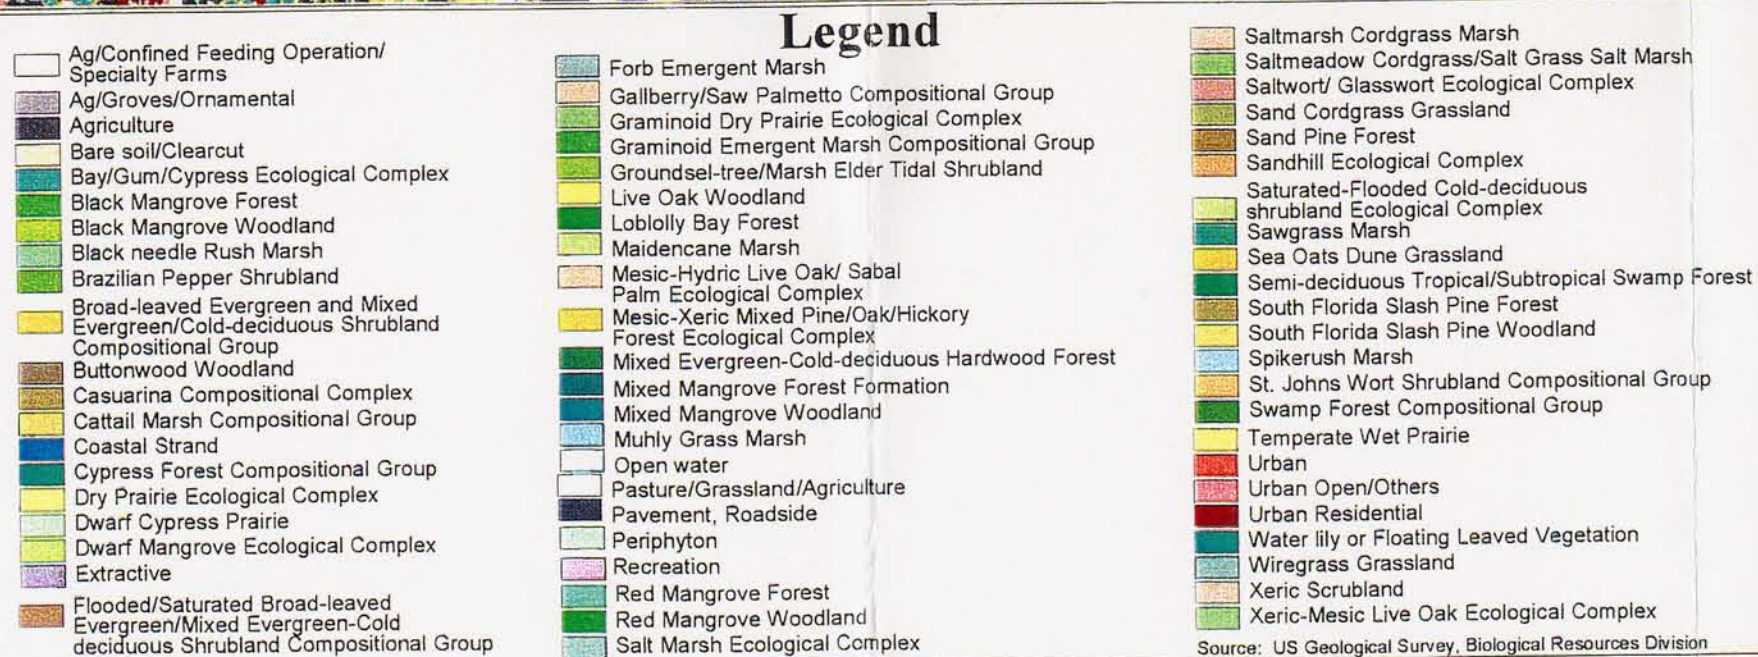 Legend
Ag/Confined Feeding Operation/
Specialty Farms
Ag/Groves/Ornamental
Agriculture
Bare soil/Clearcut
Bay/Gum/Cypress Ecological Complex
Black Mangrove Forest
Black Mangrove Woodland
Black needle Rush Marsh
Brazilian Pepper Shrubland
Broad-leaved Evergreen and Mixed
Evergreen/Cold-deciduous Shrubland
Compositional Group
Buttonwood Woodland
Casuarina Compositional Complex
Cattail Marsh Compositional Group
Coastal Strand
Cypress Forest Compositional Group
Dry Prairie Ecological Complex
Dwarf Cypress Prairie
Dwarf Mangrove Ecological Complex
Extractive
Flooded/Saturated Broad-leaved
Evergreen/Mixed Evergreen-Cold
deciduous Shrubland Compositional Group
Forb Emergent Marsh
Gallberry/Saw Palmetto Compositional Group
Graminoid Dry Prairie Ecological Complex
Graminoid Emergent Marsh Compositional Group
Groundsel-tree/Marsh Elder Tidal Shrubland
Live Oak Woodland
Loblolly Bay Forest
Maidencane Marsh
Mesic-Hydric Live Oak/ Sabal
Palm Ecological Complex
Mesic-Xeric Mixed Pine/Oak/Hickory
Forest Ecological Complex
Mixed Evergreen-Cold-deciduous Hardwood Forest
Mixed Mangrove Forest Formation
Mixed Mangrove Woodland
Muhly Grass Marsh
Open water
Pasture/Grassland/Agriculture
Pavement, Roadside
Periphyton
Recreation
Red Mangrove Forest
Red Mangrove Woodland
Salt Marsh Ecological Complex
Saltmarsh Cordgrass Marsh
Saltmeadow Cordgrass/Salt Grass Salt Marsh
Saltwort/ Glasswort Ecological Complex
Sand Cordgrass Grassland
Sand Pine Forest
Sandhill Ecological Complex
Saturated-Flooded Cold-deciduous
shrubland Ecological Complex
Sawgrass Marsh
Sea Oats Dune Grassland
Semi-deciduous Tropical/Subtropical Swamp Forest
South Florida Slash Pine Forest
South Florida Slash Pine Woodland
Spikerush Marsh
St. Johns Wort Shrubland Compositional Group
Swamp Forest Compositional Group
Temperate Wet Prairie
Urban
Urban Open/Others
Urban Residential
Water lily or Floating Leaved Vegetation
Wiregrass Grassland
Xeric Scrubland
Xeric-Mesic Live Oak Ecological Complex
Source: US Geological Survey, Biological Resources Division